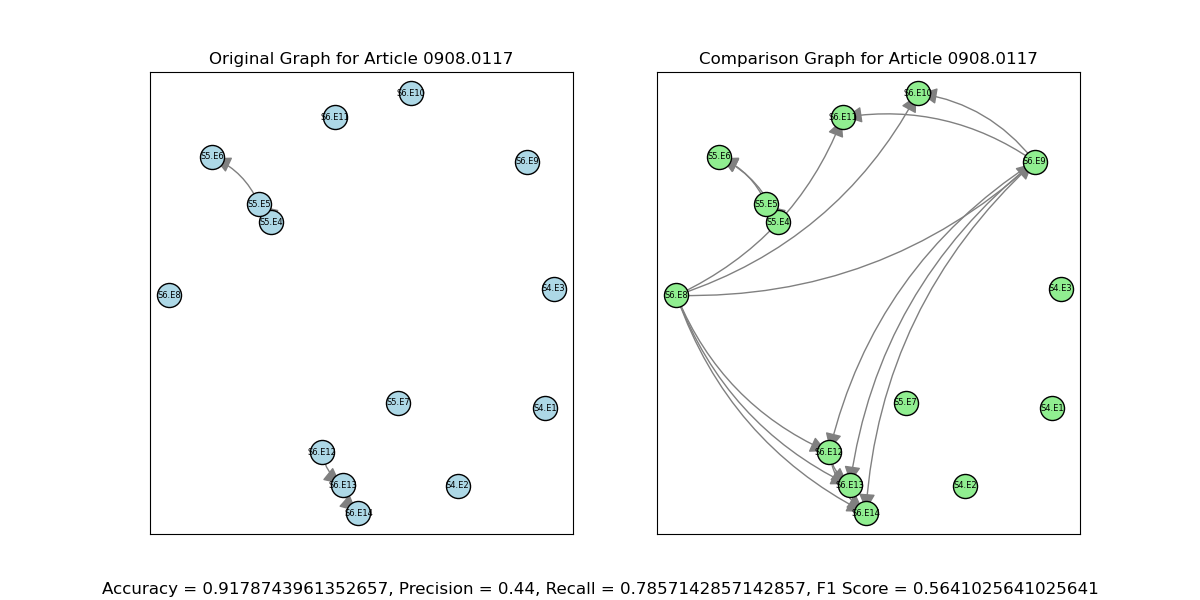 Original Graph for Article 0908.0117
Comparison Graph for Article 0908.0117
S6.E10
S6.E11
S5.E6
S6.E9
S5.E5
S5.E4
S6.E8
S4.E3
S5.E7
S4.E1
S6.E12
S6.E13
S4.E2
S6.E14
S6.E10
S6.E11
S5.E6
S6.E9
S5.E5
S5.E4
S6.E8
S4.E3
S5.E7
S4.E1
S6.E12
S6.E13
S4.E2
S6.E14
Accuracy = 0.9178743961352657, Precision = 0.44, Recall = 0.7857142857142857, F1 Score = 0.5641025641025641